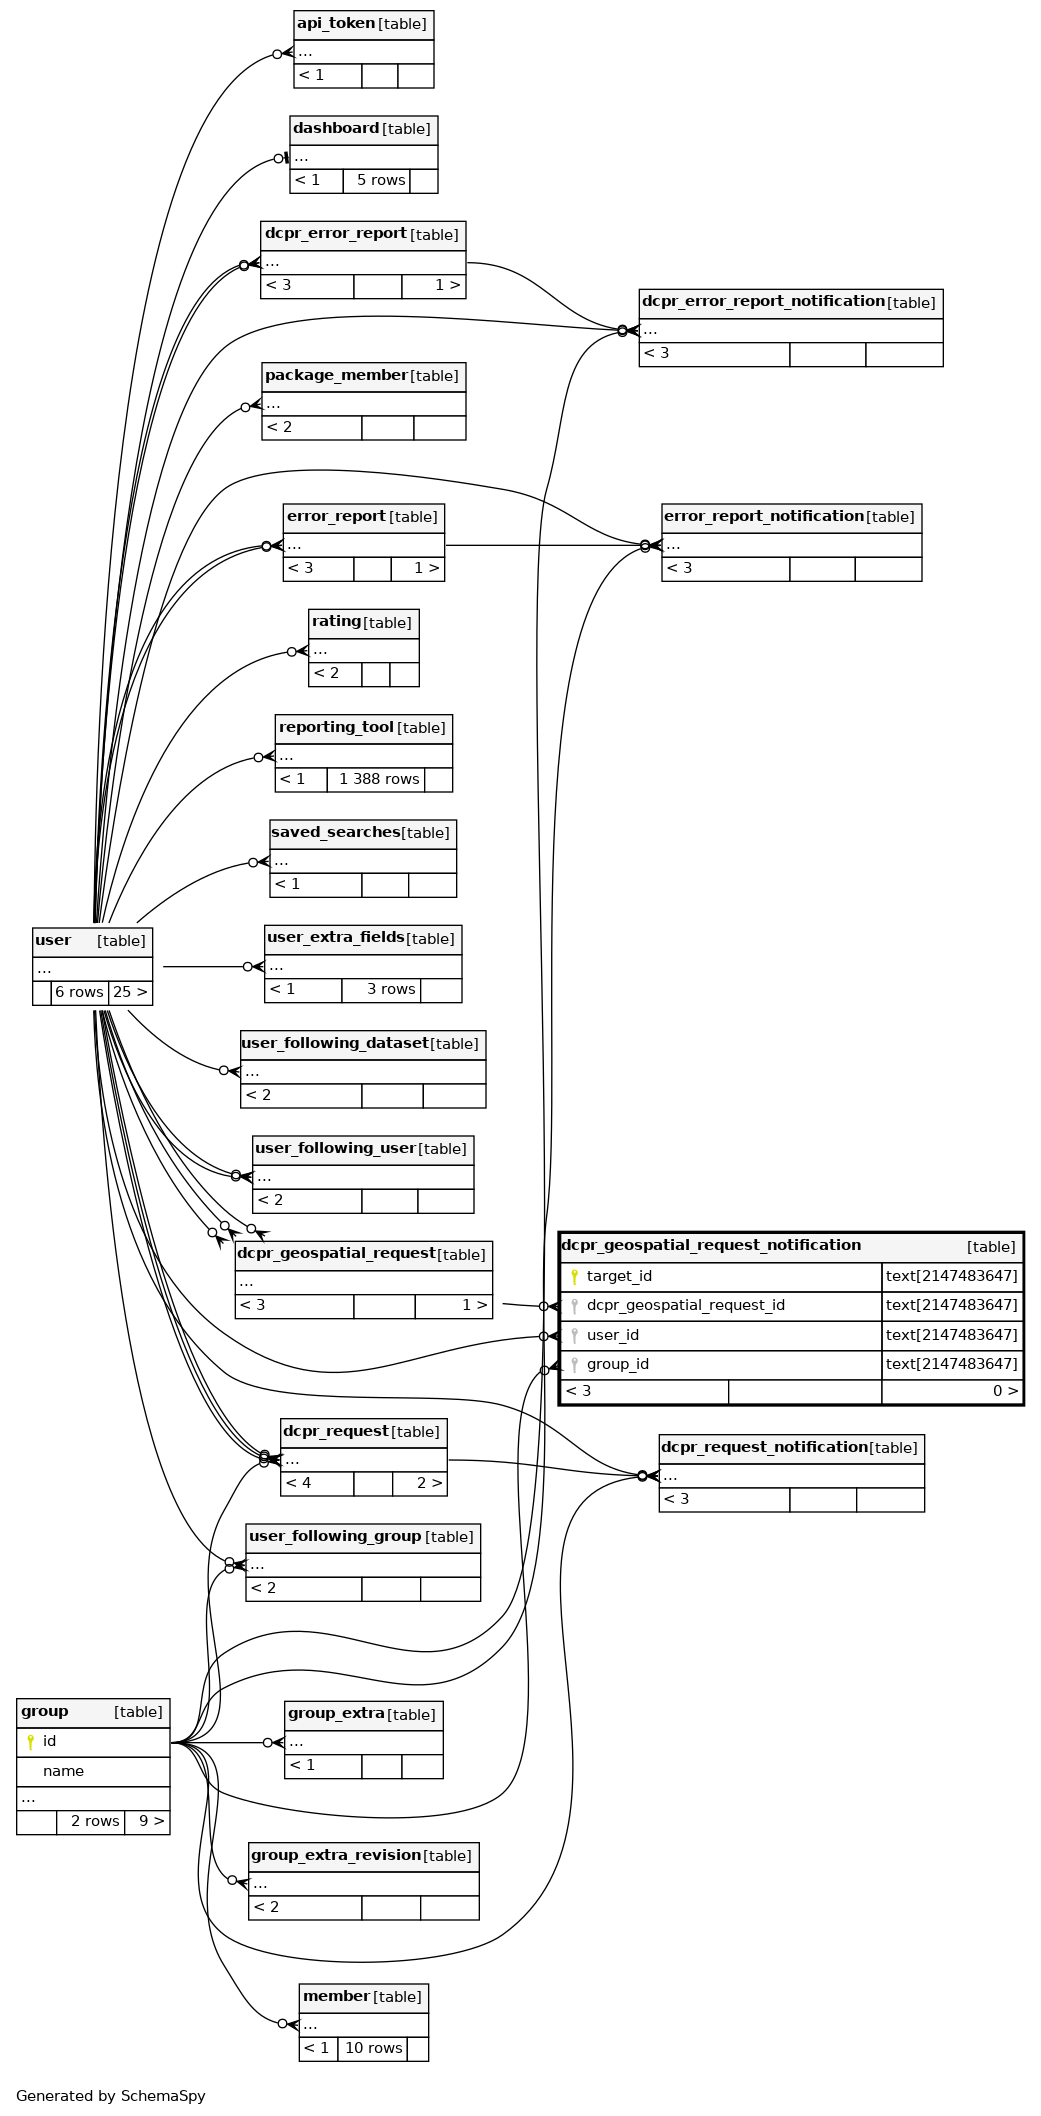 api_token [table]
...
< 1
dashboard [table]
...
< 1 5 rows
dcpr_error_report [table]
...
< 3 1 >
dcpr_error_report_notification [table]
...
< 3
package_member [table]
...
< 2
error_report [table]
...
< 3 1 >
error_report_notification [table]
...
< 3
rating [table]
...
< 2
reporting_tool [table]
...
< 1 1 388 rows
saved_searches [table]
...
< 1
user [table]
...
6 rows 25 >
user_extra_fields [table]
...
< 1 3 rows
user_following_dataset [table]
...
< 2
user_following_user [table]
...
< 2
dcpr_geospatial_request [table]
...
< 3 1 >
dcpr_geospatial_request_notification [table]
target_id text[2147483647]
dcpr_geospatial_request_id text[2147483647]
user_id text[2147483647]
group_id text[2147483647]
< 3 0 >
dcpr_request [table]
...
< 4 2 >
dcpr_request_notification [table]
...
< 3
user_following_group [table]
...
< 2
group [table]
id
name
...
2 rows 9 >
group_extra [table]
...
< 1
group_extra_revision [table]
...
< 2
member [table]
...
< 1 10 rows
Generated by SchemaSpy